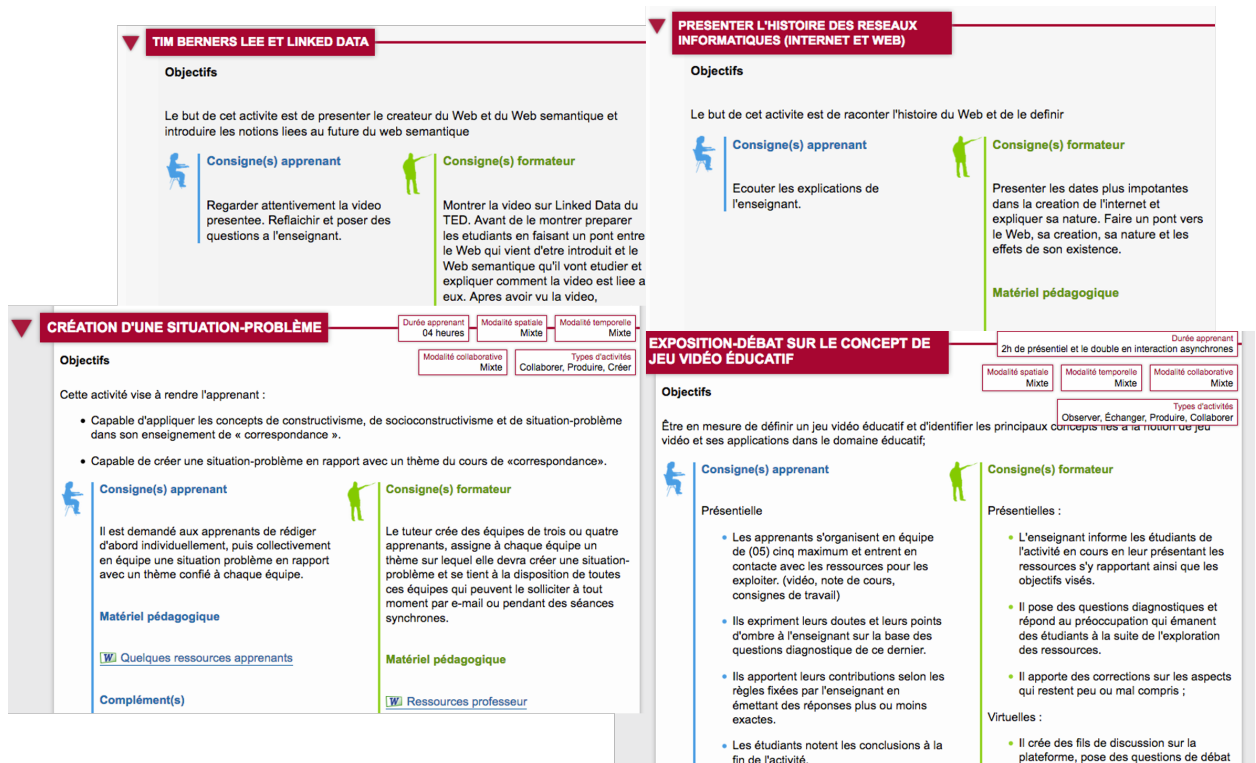 TIM BERNERS LEE ET LINKED DATA
Objectifs
Le but de cet activite est de presenter le createur du Web et du Web semantique et
introduire les notions liees au future du web semantique
Consigne(s) apprenant
Regarder attentivement la video
presentee. Reflaichir et poser des
questions a l'enseignant.
Consigne(s) formateur
Montrer la video sur Linked Data du
TED. Avant de le montrer preparer
les etudiants en faisant un pont entre
le Web qui vient d'etre introduit et le
Web semantique qu'il vont etudier et
expliquer comment la video est liee a
eux. Apres avoir vu la video,
PRESENTER L'HISTOIRE DES RESEAUX
INFORMATIQUES (INTERNET ET WEB)
Objectifs
Le but de cet activite est de raconter l'histoire du Web et de le definir
Consigne(s) apprenant
Ecouter les explications de
l'enseignant.
Consigne(s) formateur
Presenter les dates plus impotantes
dans la creation de l'internet et
expliquer sa nature. Faire un pont vers
le Web, sa creation, sa nature et les
effets de son existence.
Matériel pédagogique
CRÉATION D'UNE SITUATION-PROBLÈME
Durée apprenant
04 heures
Modalité spatiale
Mixte
Modalité temporelle
Mixte
Modalité collaborative
Mixte
Types d'activités
Collaborer, Produire, Créer
Objectifs
Cette activité vise à rendre l'apprenant :
• Capable d'appliquer les concepts de constructivisme, de socioconstructivisme et de situation-problème
dans son enseignement de « correspondance ».
• Capable de créer une situation-problème en rapport avec un thème du cours de «correspondance».
Consigne(s) apprenant
Il est demandé aux apprenants de rédiger
d'abord individuellement, puis collectivement
en équipe une situation problème en rapport
avec un thème confié à chaque équipe.
Matériel pédagogique
Quelques ressources apprenants
Complément(s)
Consigne(s) formateur
Le tuteur crée des équipes de trois ou quatre
apprenants, assigne à chaque équipe un
thème sur lequel elle devra créer une situation-
problème et se tient à la disposition de toutes
ces équipes qui peuvent le solliciter à tout
moment par e-mail ou pendant des séances
synchrones.
Matériel pédagogique
Ressources professeur
EXPOSITION-DÉBAT SUR LE CONCEPT DE
JEU VIDÉO ÉDUCATIF
Durée apprenant
2h de présentiel et le double en interaction asynchrones
Modalité spatiale
Mixte
Modalité temporelle
Mixte
Modalité collaborative
Mixte
Types d'activités
Observer, Échanger, Produire, Collaborer
Objectifs
Être en mesure de définir un jeu vidéo éducatif et d'identifier les principaux concepts liés à la notion de jeu
vidéo et ses applications dans le domaine éducatif;
Consigne(s) apprenant
Présentielle
• Les apprenants s'organisent en équipe
de (05) cinq maximum et entrent en
contacte avec les ressources pour les
exploiter. (vidéo, note de cours,
consignes de travail)
• Ils expriment leurs doutes et leurs points
d'ombre à l'enseignant sur la base des
questions diagnostique de ce dernier.
• Ils apportent leurs contributions selon les
règles fixées par l'enseignant en
émettant des réponses plus ou moins
exactes.
• Les étudiants notent les conclusions à la
fin de l'activité.
Consigne(s) formateur
Présentielles :
• L'enseignant informe les étudiants de
l'activité en cours en leur présentant les
ressources s'y rapportant ainsi que les
objectifs visés.
• Il pose des questions diagnostiques et
répond au préoccupation qui émanent
des étudiants à la suite de l'exploration
des ressources.
• Il apporte des corrections sur les aspects
qui restent peu ou mal compris ;
Virtuelles :
• Il crée des fils de discussion sur la
plateforme, pose des questions de débat